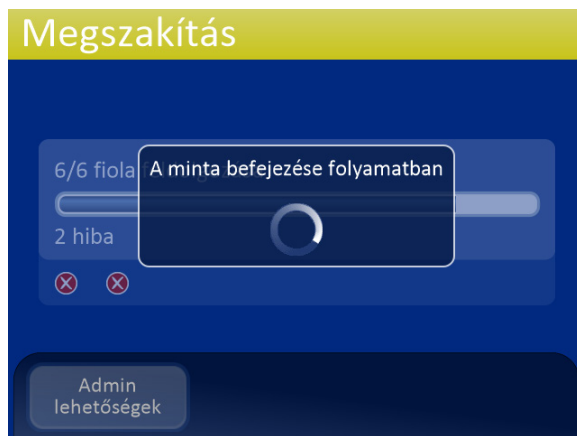 Megszakítás
6/6 fiola
A minta befejezése folyamatban
2 hiba
Admin
lehetőségek